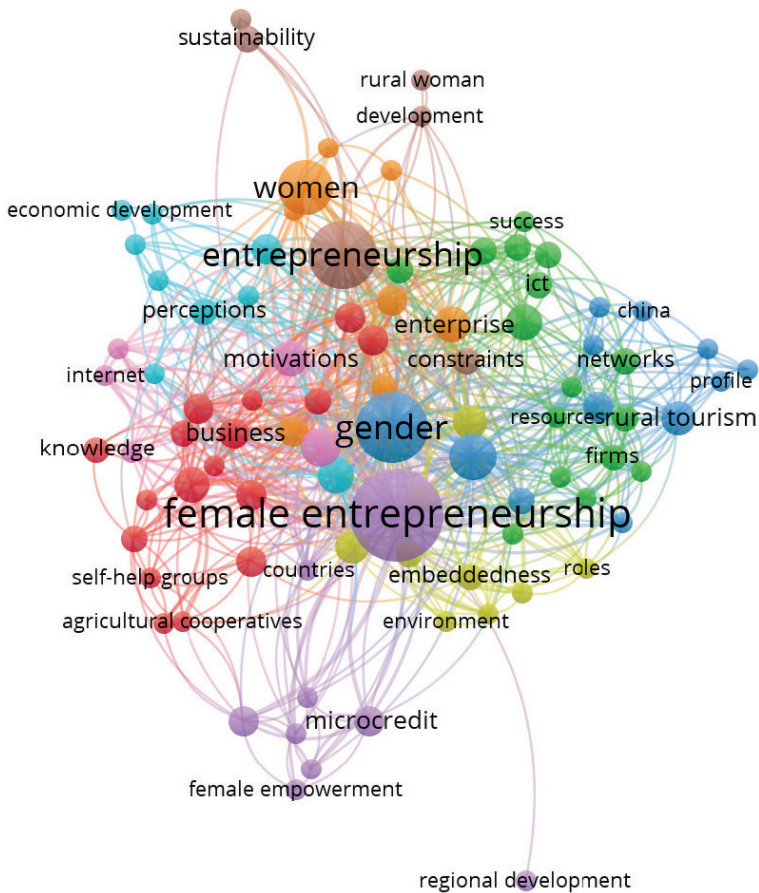 sustainability
rural woman
development
women
economic development
success
entrepreneurship
ict
perceptions
china
enterprise
motivations
constraints
networks
internet
profile
resources
rural tourism
gender
business
knowledge
firms
female entrepreneurship
countries
roles
self-help groups
embeddedness
agricultural cooperatives
environment
microcredit
female empowerment
regional development